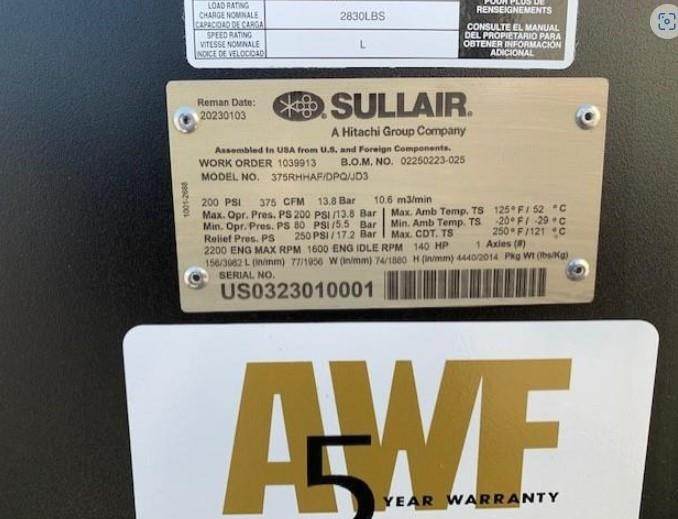 LOAD RATING
CHARGE NOMINALE
CAPACIDAD DE CARGA
2830LBS
SPEED RATING
VITESSE NOMINALE
INDICE DE VELOCIDAD
L
POUR PLUS DE
RENSEIGNEMENTS
CONSULTE EL MANUAL
DEL PROPIETARIO PARA
OBTENER INFORMACIÓN
ADICIONAL
Reman Date:
20230103
SULLAIR
A Hitachi Group Company
Assembled In USA from U.S. and Foreign Components.
WORK ORDER 1039913 B.O.M. NO. 02250223-025
MODEL NO. 375RHHAF/DPQ/JD3
1001-2688
200 PSI 375 CFM 13.8 Bar 10.6 m3/min
Max. Opr. Pres. PS 200 PSI /13.8 Bar Max. Amb Temp. TS 125°F / 52 °C
Min. Opr. Pres. PS 80 PSI /5.5 Bar Min. Amb Temp. TS -20°F / -29 °C
Relief Pres. PS 250 PSI / 17.2 Bar Max. CDT. TS 250°F /121 °C
2200 ENG MAX RPM 1600 ENG IDLE RPM 140 HP 1 Axies (#)
156/3962 L (in/mm) 77/1956 W (in/mm) 74/1880 H (in/mm) 4440/2014 Pkg Wt (lbs/Kg)
SERIAL NO.
US0323010001
AWF
5 YEAR WARRANTY